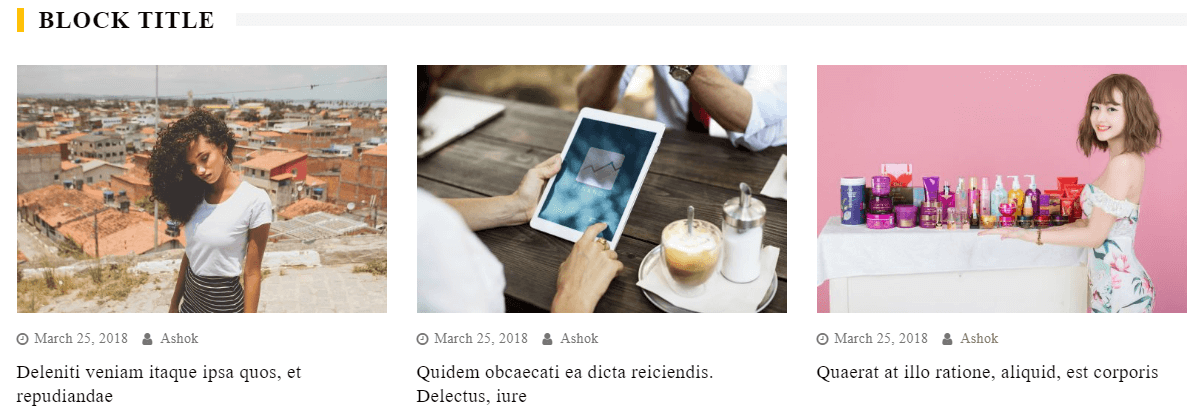 BLOCK TITLE
March 25, 2018 Ashok
Deleniti veniam itaque ipsa quos, et
repudiandae
March 25, 2018 Ashok
Quidem obcaecati ea dicta reiciendis.
Delectus, iure
March 25, 2018 Ashok
Quaerat at illo ratione, aliquid, est corporis